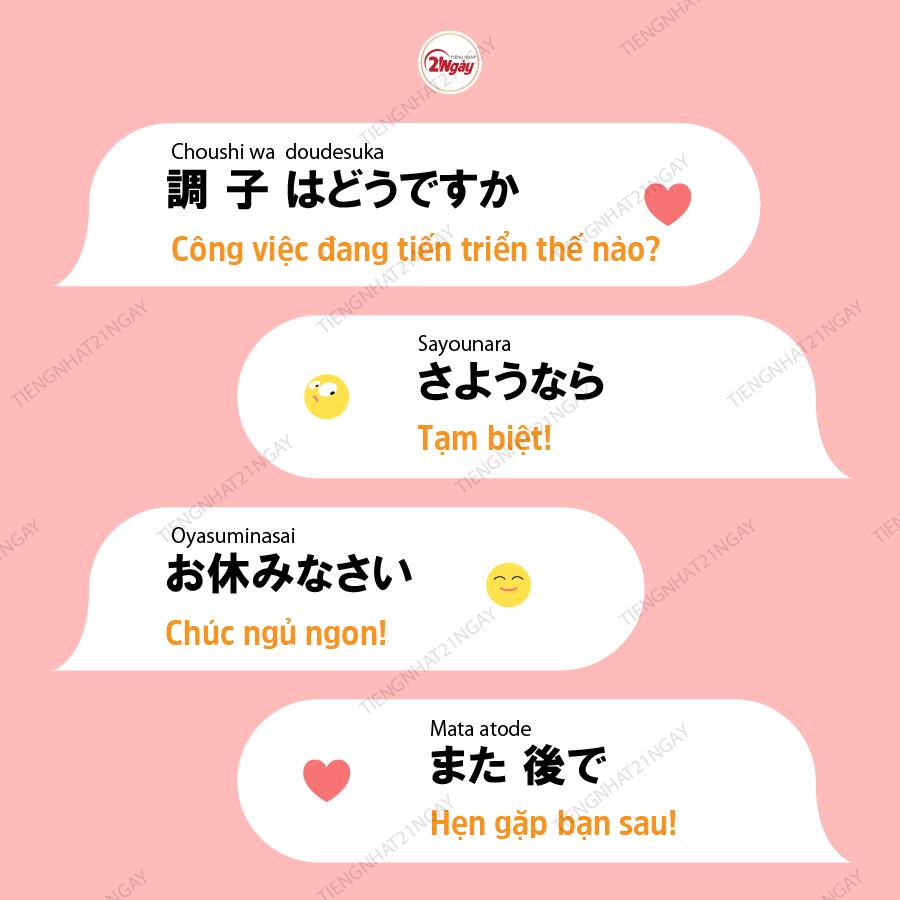 TIẾNG NHẬT
21Ngày
Choushi wa doudesuka
調 子 はどうですか
Công việc đang tiến triển thế nào?
Sayounara
さようなら
Tạm biệt!
Oyasuminasai
お休みなさい
Chúc ngủ ngon!
Mata atode
また 後で
Hẹn gặp bạn sau!
TIENGNHAT21NGAY